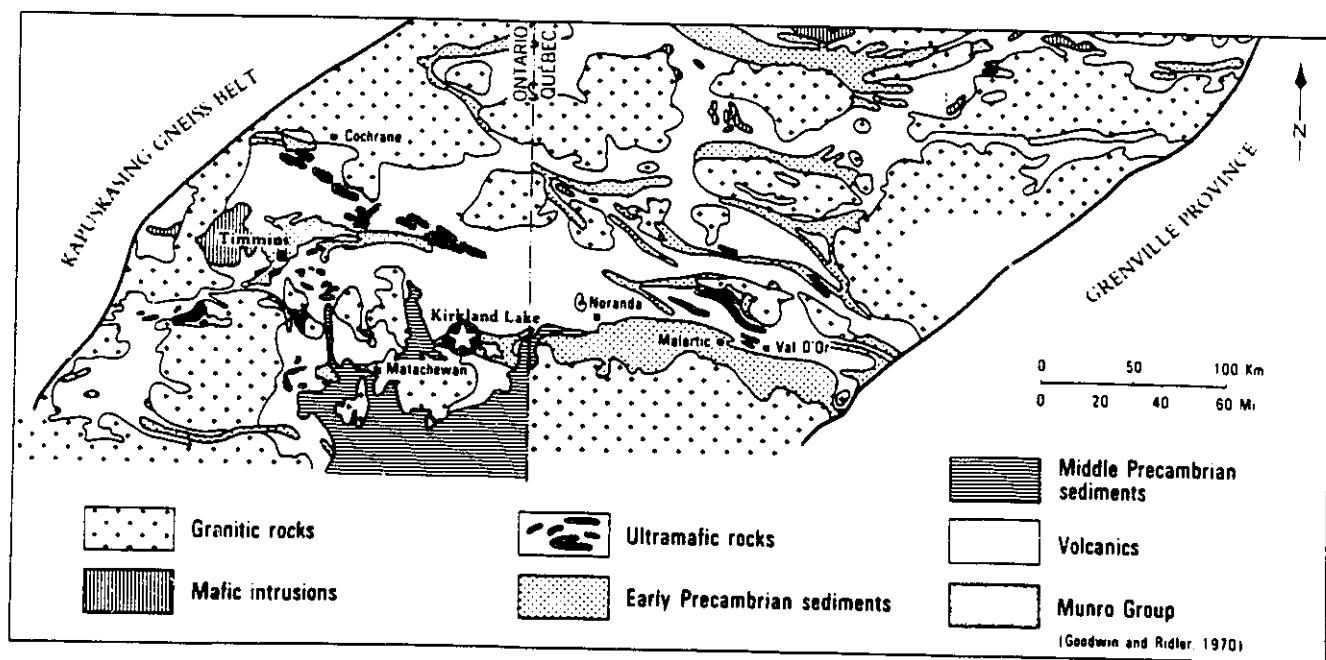 ONTARIO
QUÉBEC
KAPUSKASING GNEISS BELT
Cochrane
N
Timmins
GRENVILLE PROVINCE
Noranda
Kirkland Lake
Malartic
Val D'Or
Matachewan
0 50 100 Km
0 20 40 60 Mi
Granitic rocks
Mafic intrusions
Ultramafic rocks
Early Precambrian sediments
Middle Precambrian
sediments
Volcanics
Munro Group
(Goodwin and Ridler, 1970)